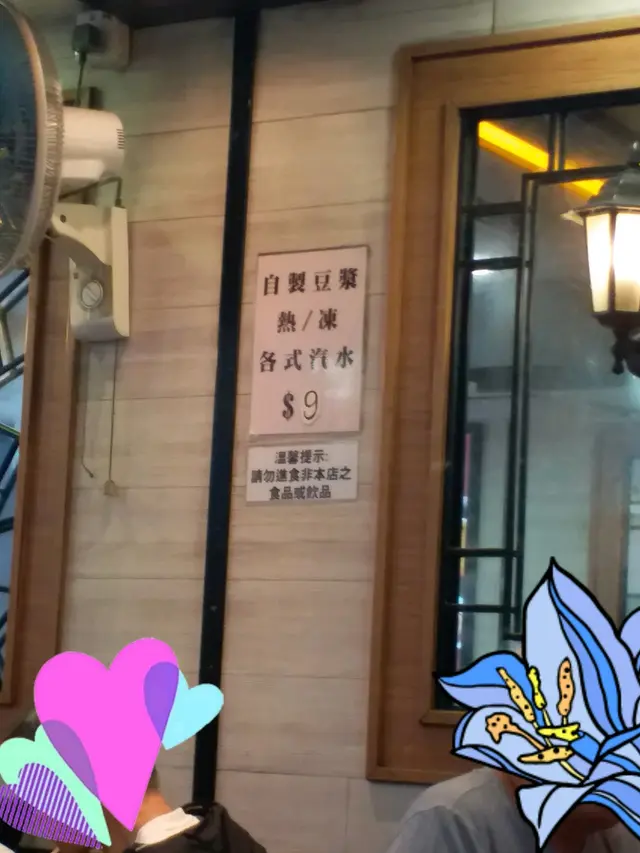 自製豆漿
熱/凍
各式汽水
$9
溫馨提示:
請勿進食非本店之
食品或飲品